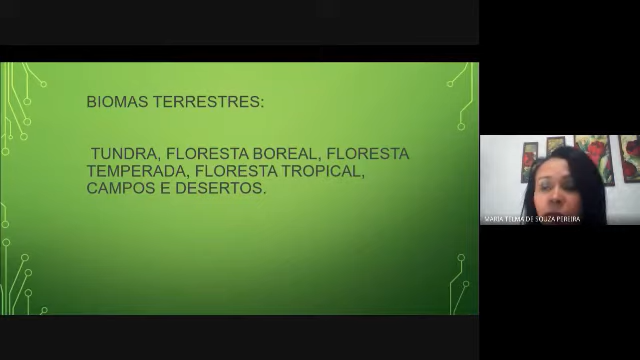 BIOMAS TERRESTRES:
TUNDRA, FLORESTA BOREAL, FLORESTA
TEMPERADA, FLORESTA TROPICAL,
CAMPOS E DESERTOS.
MARIA TELMA DE SOUZA PEREIRA